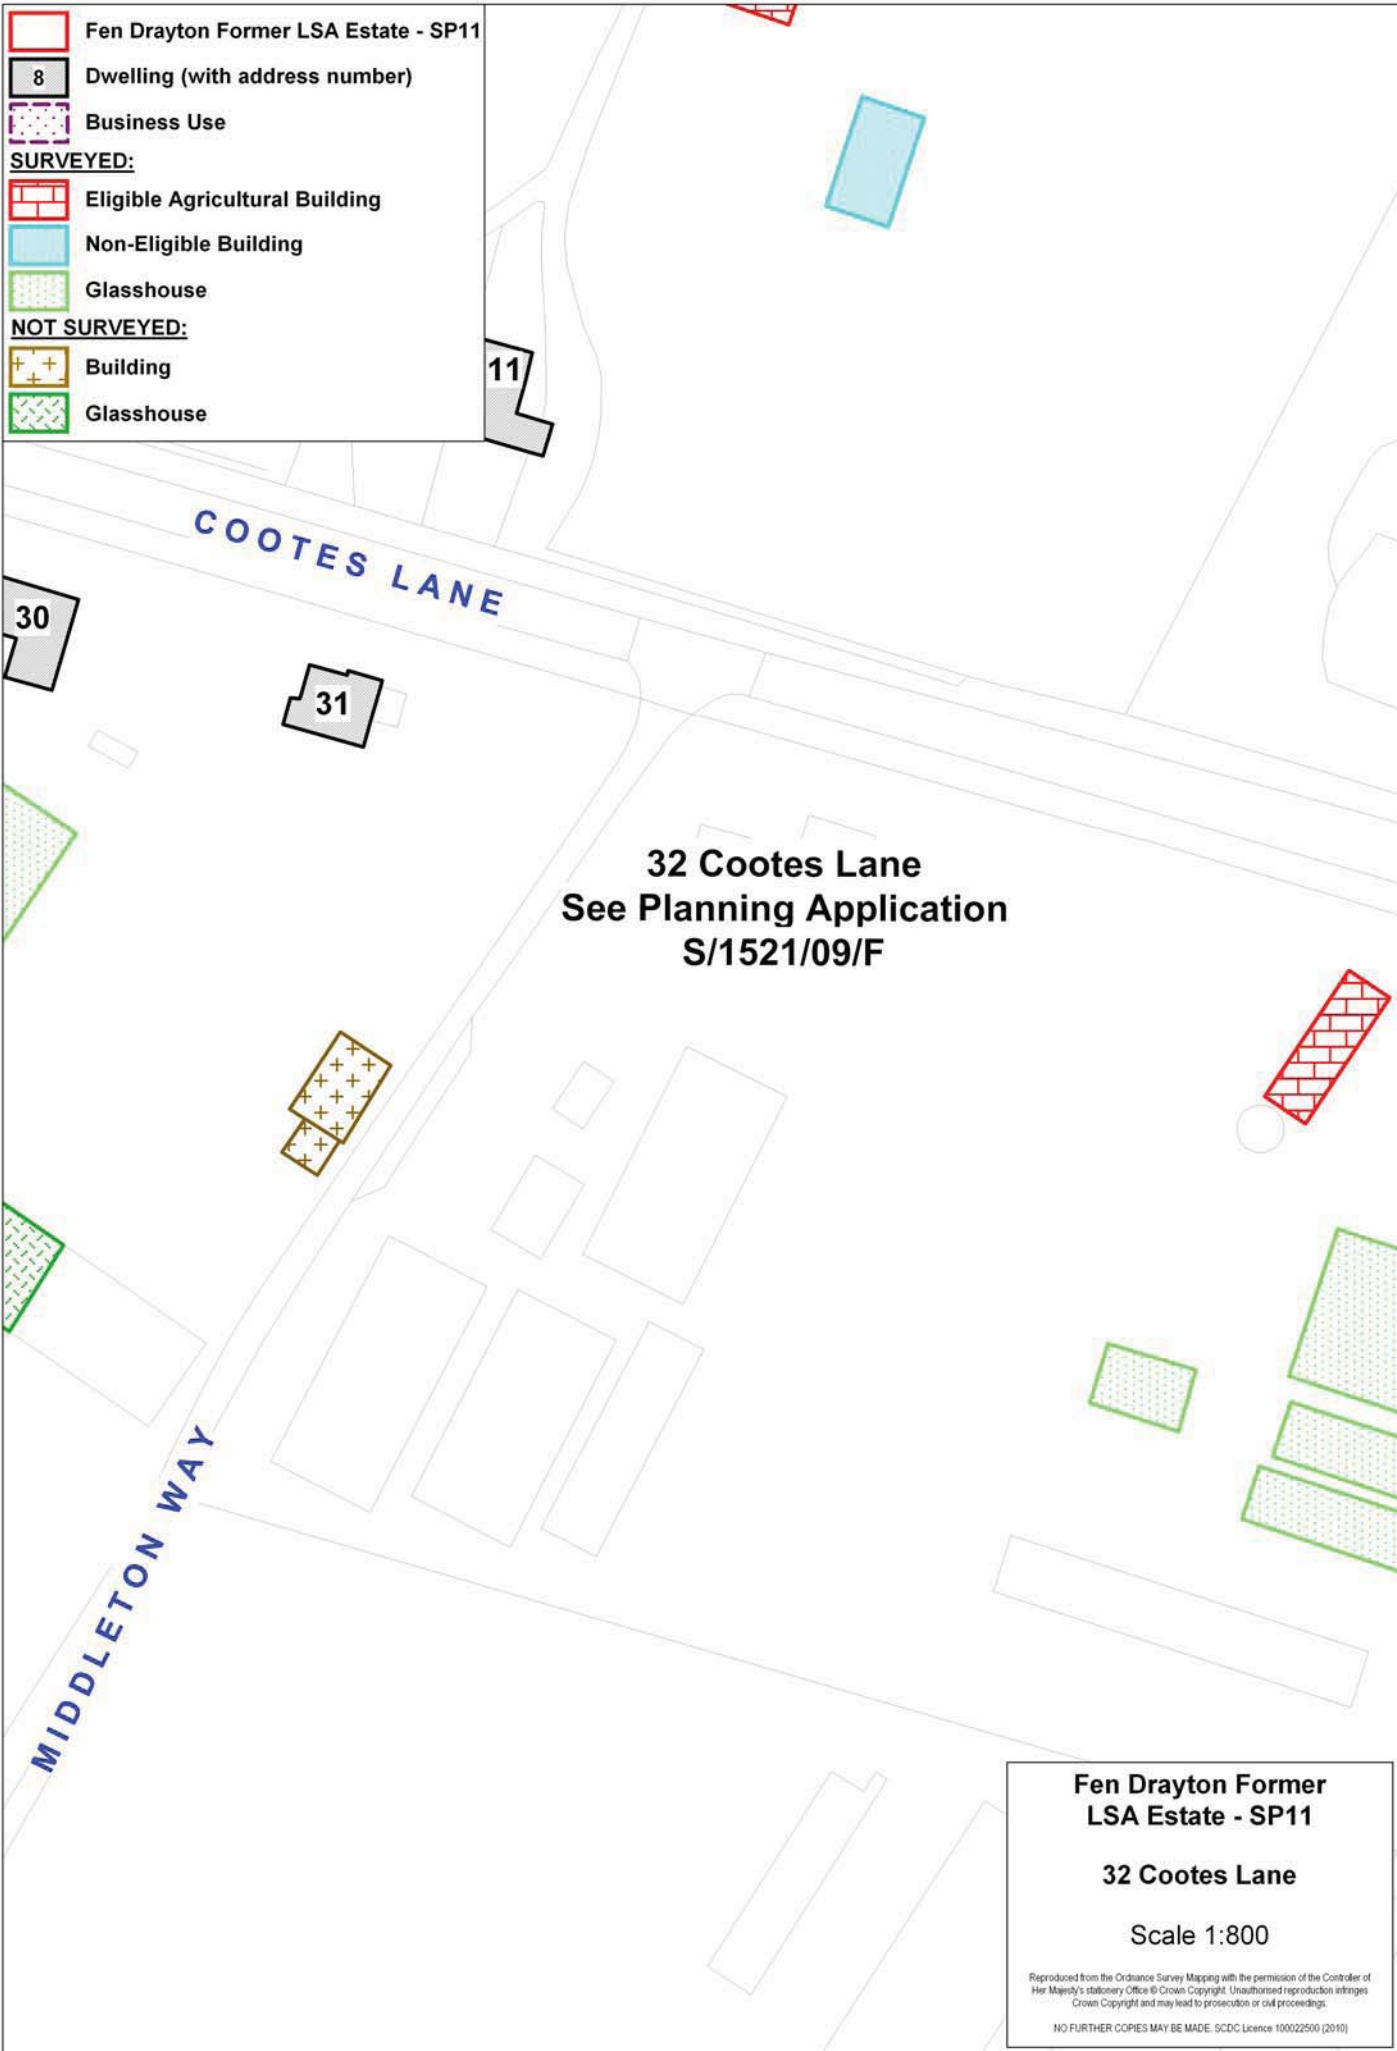 Fen Drayton Former LSA Estate - SP11
8 Dwelling (with address number)
Business Use
SURVEYED:
Eligible Agricultural Building
Non-Eligible Building
Glasshouse
NOT SURVEYED:
Building
Glasshouse
11
COOTES LANE
30
31
32 Cootes Lane
See Planning Application
S/1521/09/F
MIDDLETON WAY
Fen Drayton Former
LSA Estate - SP11
32 Cootes Lane
Scale 1:800
Reproduced from the Ordnance Survey Mapping with the permission of the Controller of
Her Majesty's stationery Office © Crown Copyright. Unauthorised reproduction infringes
Crown Copyright and may lead to prosecution or civil proceedings.
NO FURTHER COPIES MAY BE MADE. SCDC Licence 100022500 (2010)